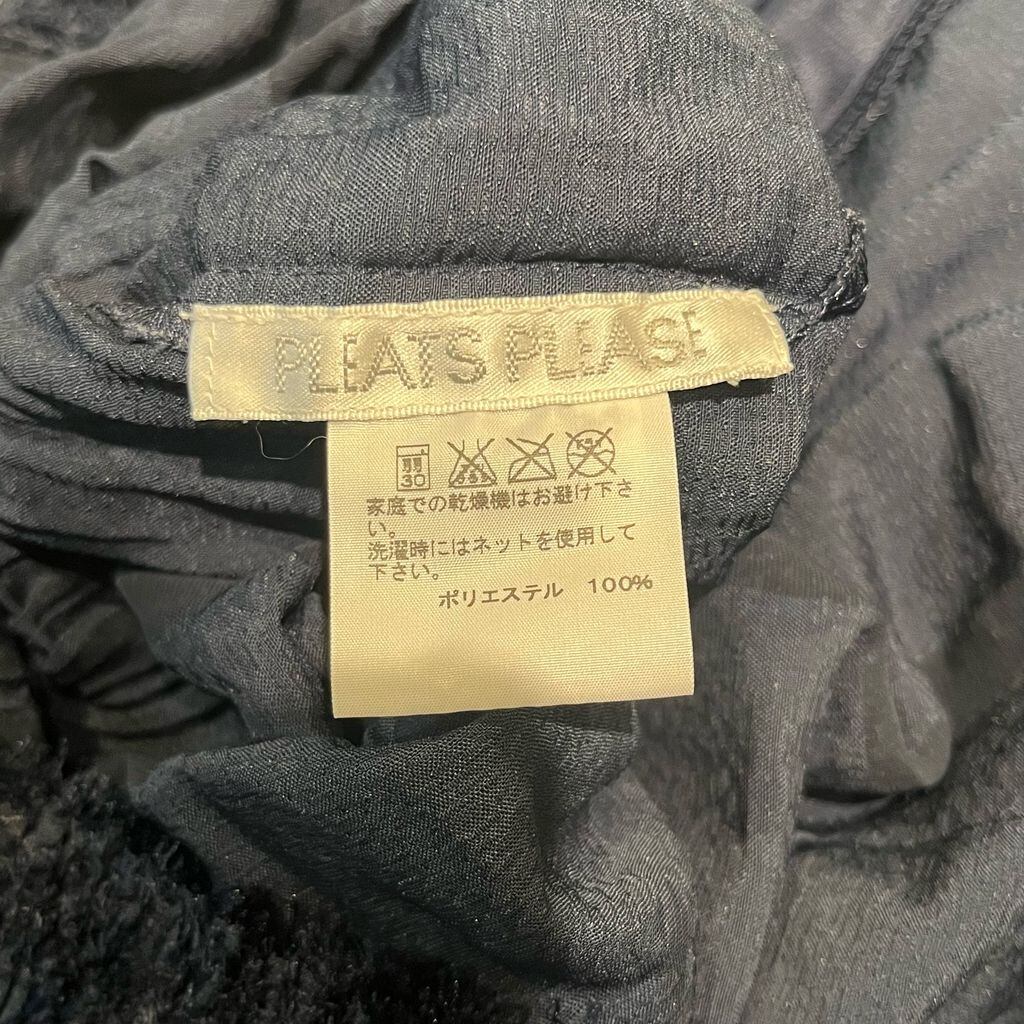 PLEATS PLEASE
弱
30
家庭での乾燥機はお避け下さ
い。
洗濯時にはネットを使用して
下さい。
ポリエステル 100%